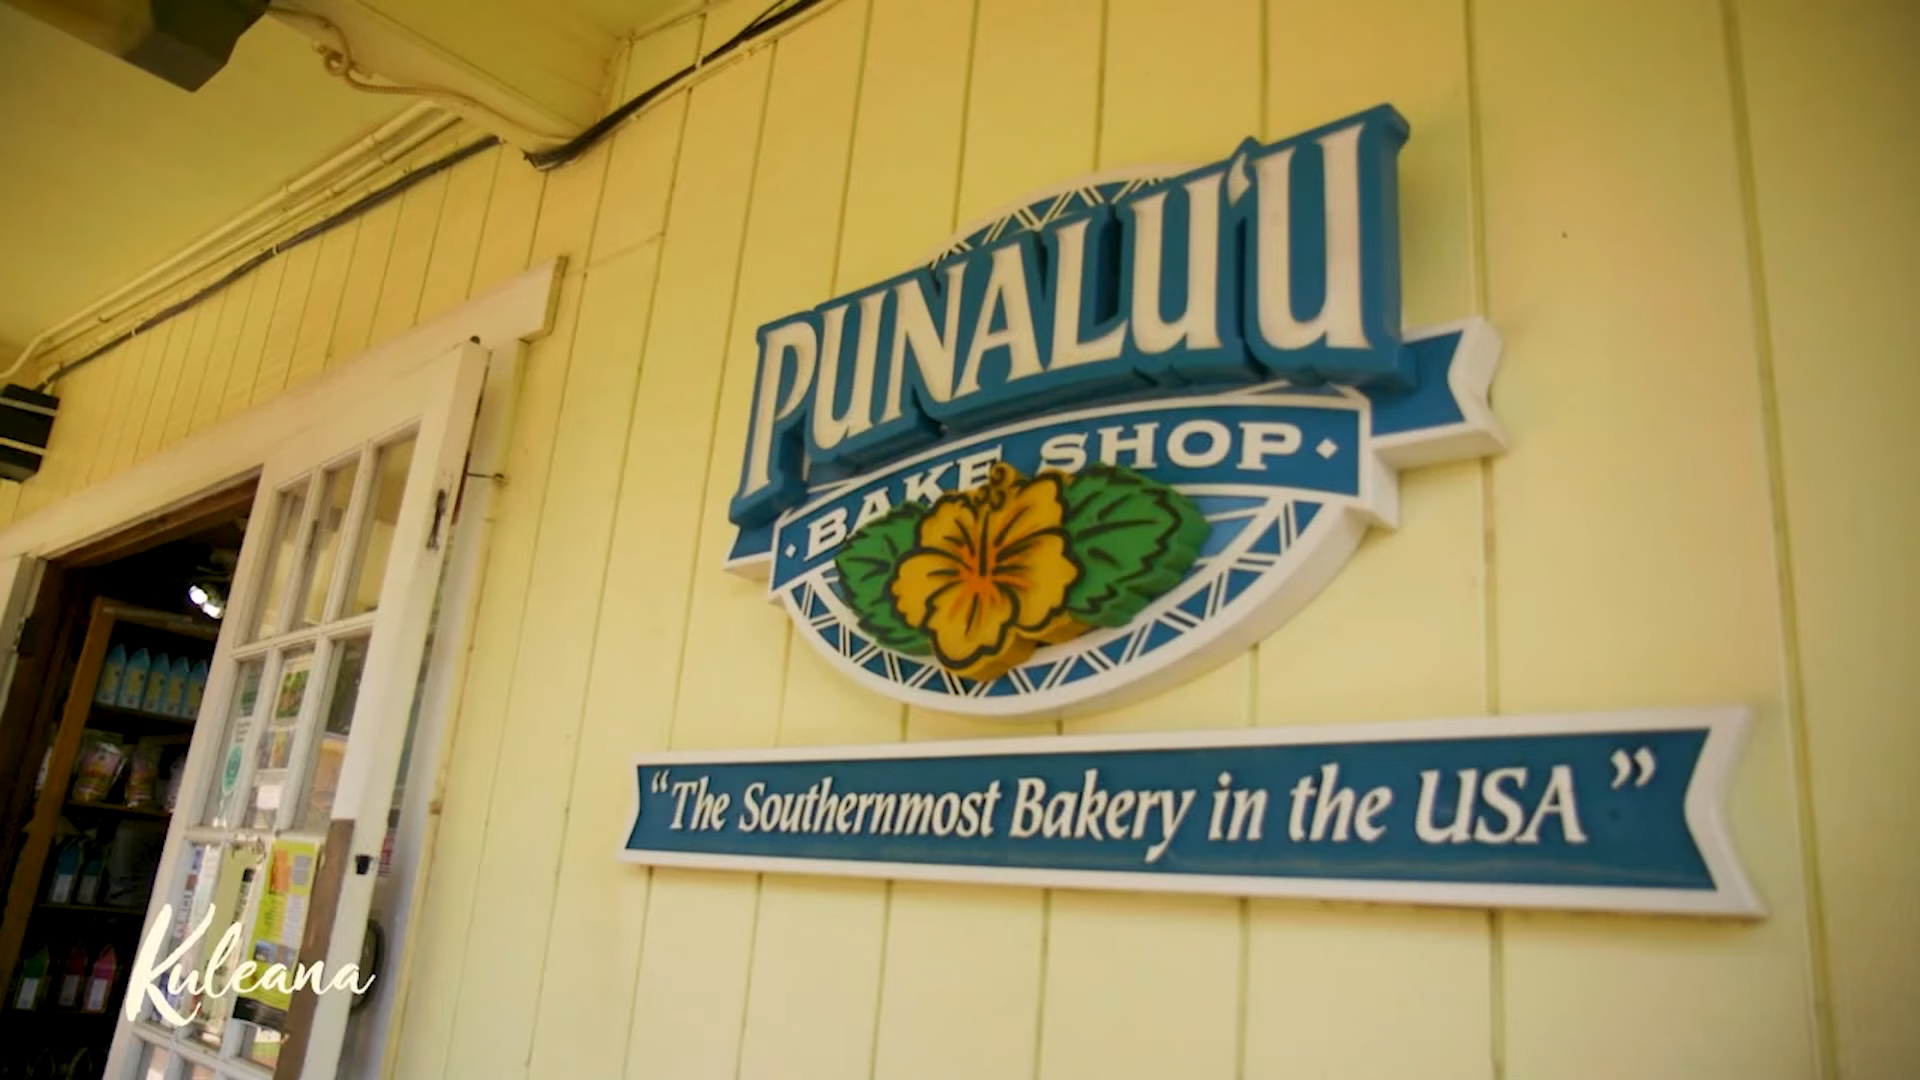 PUNALU'U
· BAKE SHOP ·
“The Southernmost Bakery in the USA”
Kuleana